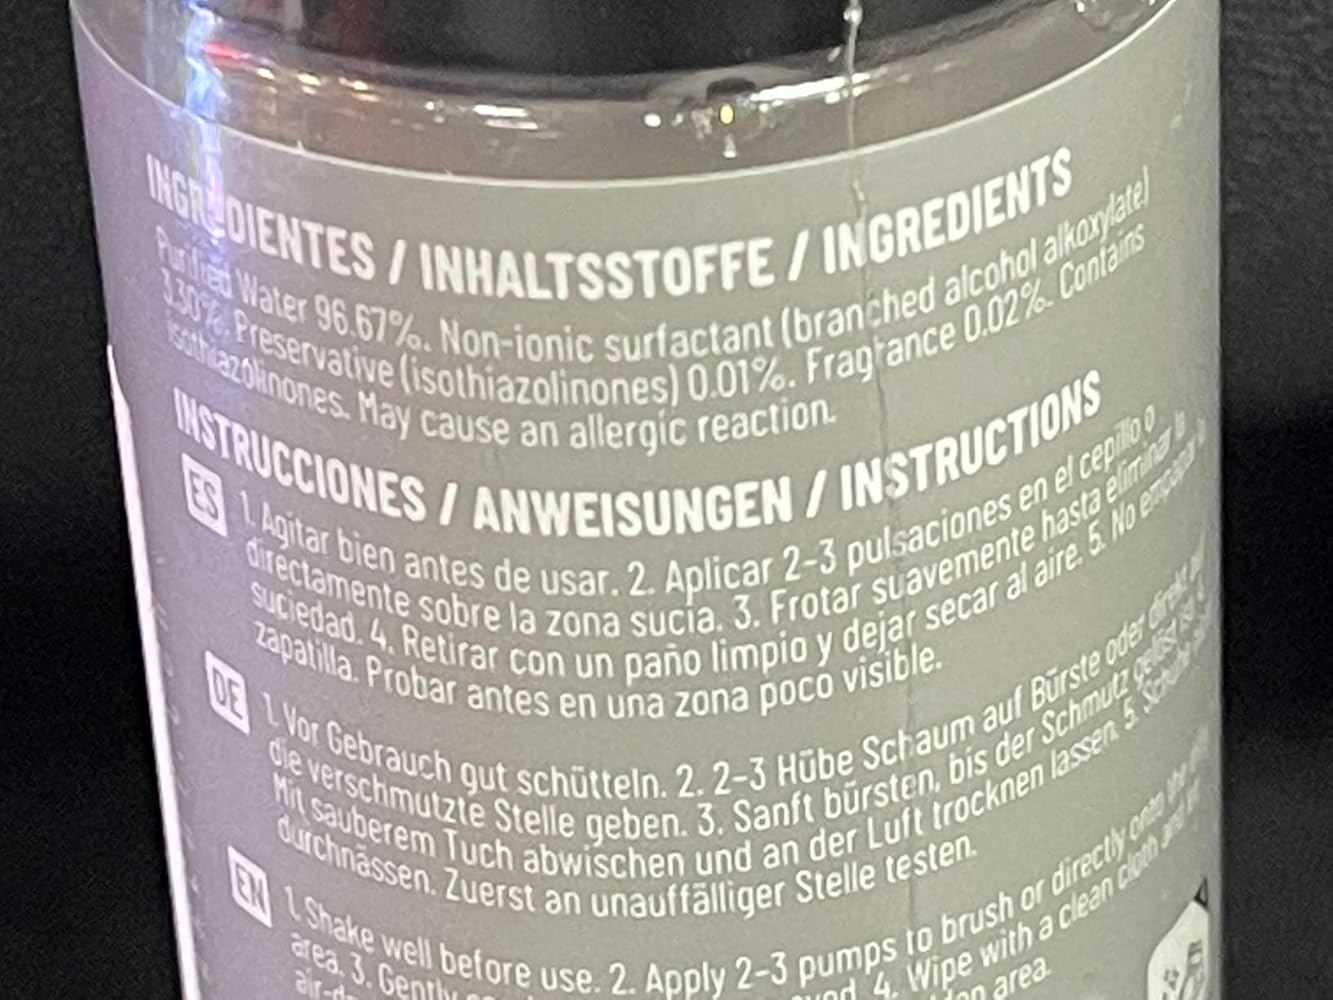 INGREDIENTES / INHALTSSTOFFE / INGREDIENTS
Purified Water 96.67%. Non-ionic surfactant (branched alcohol alkoxylate)
3.30%. Preservative (isothiazolinones) 0.01%. Fragrance 0.02%. Contains
isothiazolinones. May cause an allergic reaction.
INSTRUCCIONES / ANWEISUNGEN / INSTRUCTIONS
ES 1. Agitar bien antes de usar. 2. Aplicar 2-3 pulsaciones en el cepillo o
directamente sobre la zona sucia. 3. Frotar suavemente hasta eliminar la
suciedad. 4. Retirar con un paño limpio y dejar secar al aire. 5. No empapar la
zapatilla. Probar antes en una zona poco visible.
DE 1. Vor Gebrauch gut schütteln. 2. 2-3 Hübe Schaum auf Bürste oder direkt auf
die verschmutzte Stelle geben. 3. Sanft bürsten, bis der Schmutz gelöst ist. 4.
Mit sauberem Tuch abwischen und an der Luft trocknen lassen. 5. Schuhe
durchnässen. Zuerst an unauffälliger Stelle testen.
EN 1. Shake well before use. 2. Apply 2-3 pumps to brush or directly onto the
area. 3. Gently 4. Wipe with a clean cloth and
area.